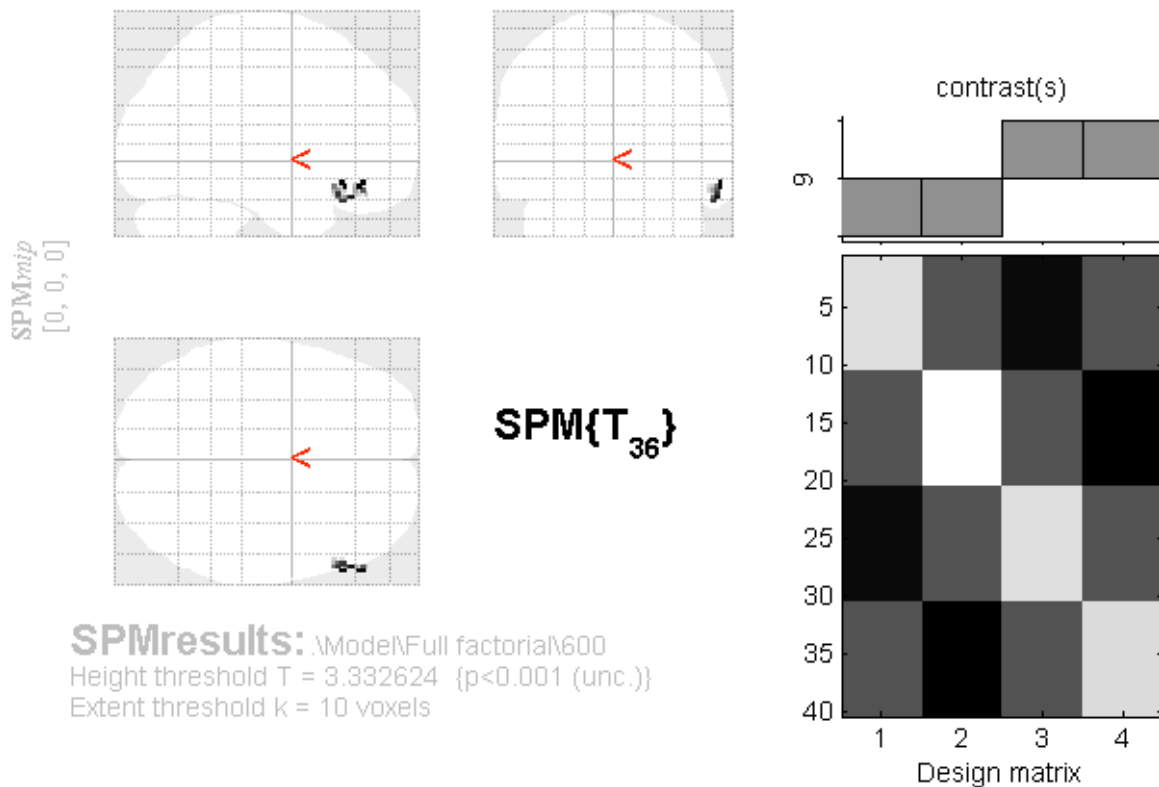 SPMmip
[0, 0, 0]
<
<
<
SPM{T36}
SPMresults: .\Model\Full factorial\600
Height threshold T = 3.332624 {p<0.001 (unc.)}
Extent threshold k = 10 voxels
contrast(s)
9
5
10
15
20
25
30
35
40
1 2 3 4
Design matrix